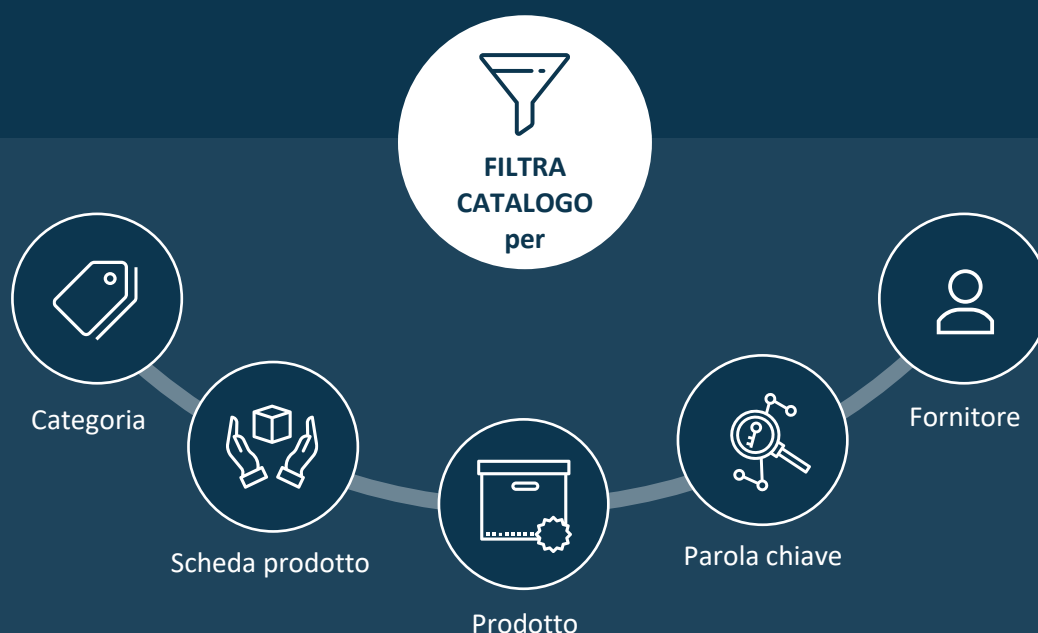 FILTRA
CATALOGO
per
Categoria
Scheda prodotto
Prodotto
Parola chiave
Fornitore